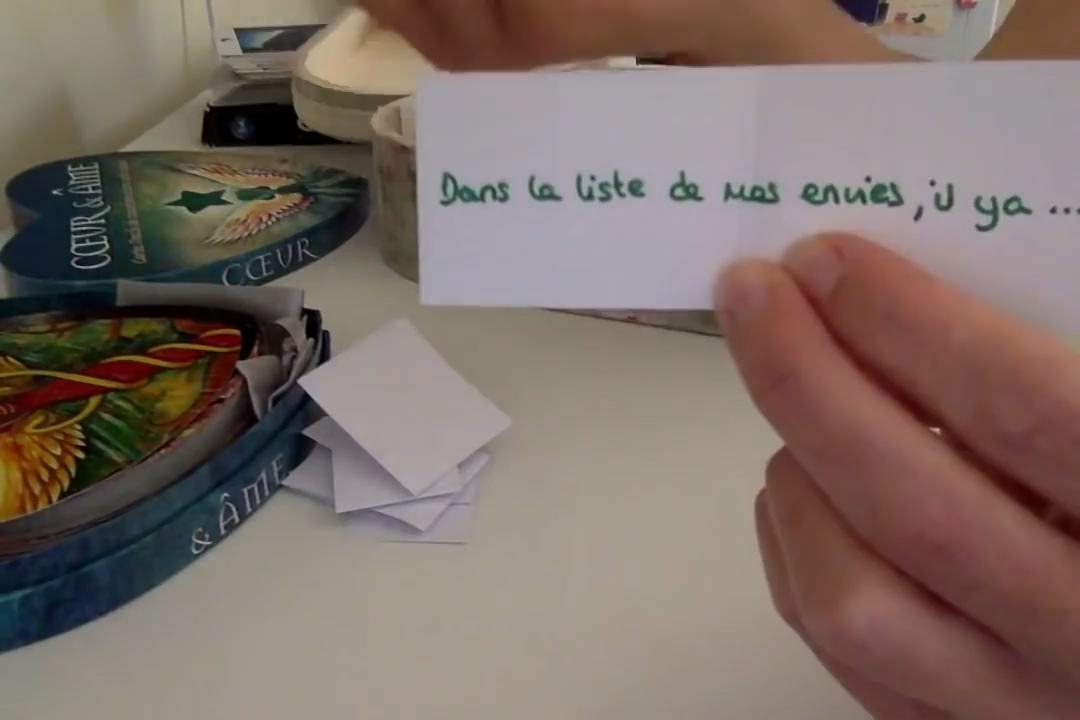 Dans la liste de mes envies, il y a ...
CŒUR & ÂME
CŒUR
& ÂME